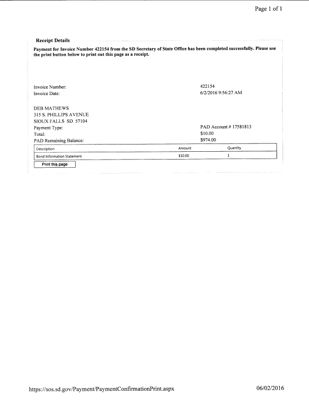 Page 1 of 1
Receipt Details
Payment for Invoice Number 422154 from the SD Secretary of State Office has been completed successfully. Please use
the print button below to print out this page as a receipt.
Invoice Number: 422154
Invoice Date: 6/2/2016 9:56:27 AM
DEB MATHEWS
315 S. PHILLIPS AVENUE
SIOUX FALLS SD 57104
Payment Type: PAD Account # 17581813
Total: $10.00
PAD Remaining Balance: $974.00
Description Amount Quantity
Bond Information Statement $10.00 1
Print this page
https://sos.sd.gov/Payment/PaymentConfirmationPrint.aspx 06/02/2016